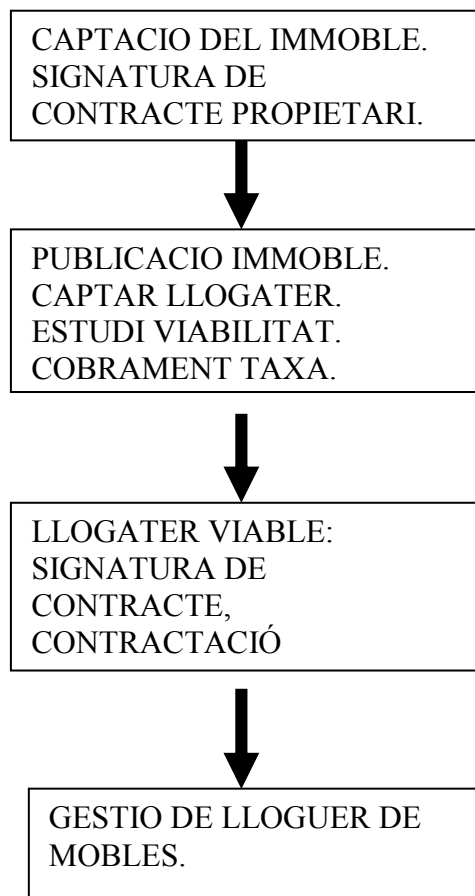 CAPTACIO DEL IMMOBLE.
SIGNATURA DE
CONTRACTE PROPIETARI.
PUBLICACIO IMMOBLE.
CAPTAR LLOGATER.
ESTUDI VIABILITAT.
COBRAMENT TAXA.
LLOGATER VIABLE:
SIGNATURA DE
CONTRACTE,
CONTRACTACIÓ
GESTIO DE LLOGUER DE
MOBLES.